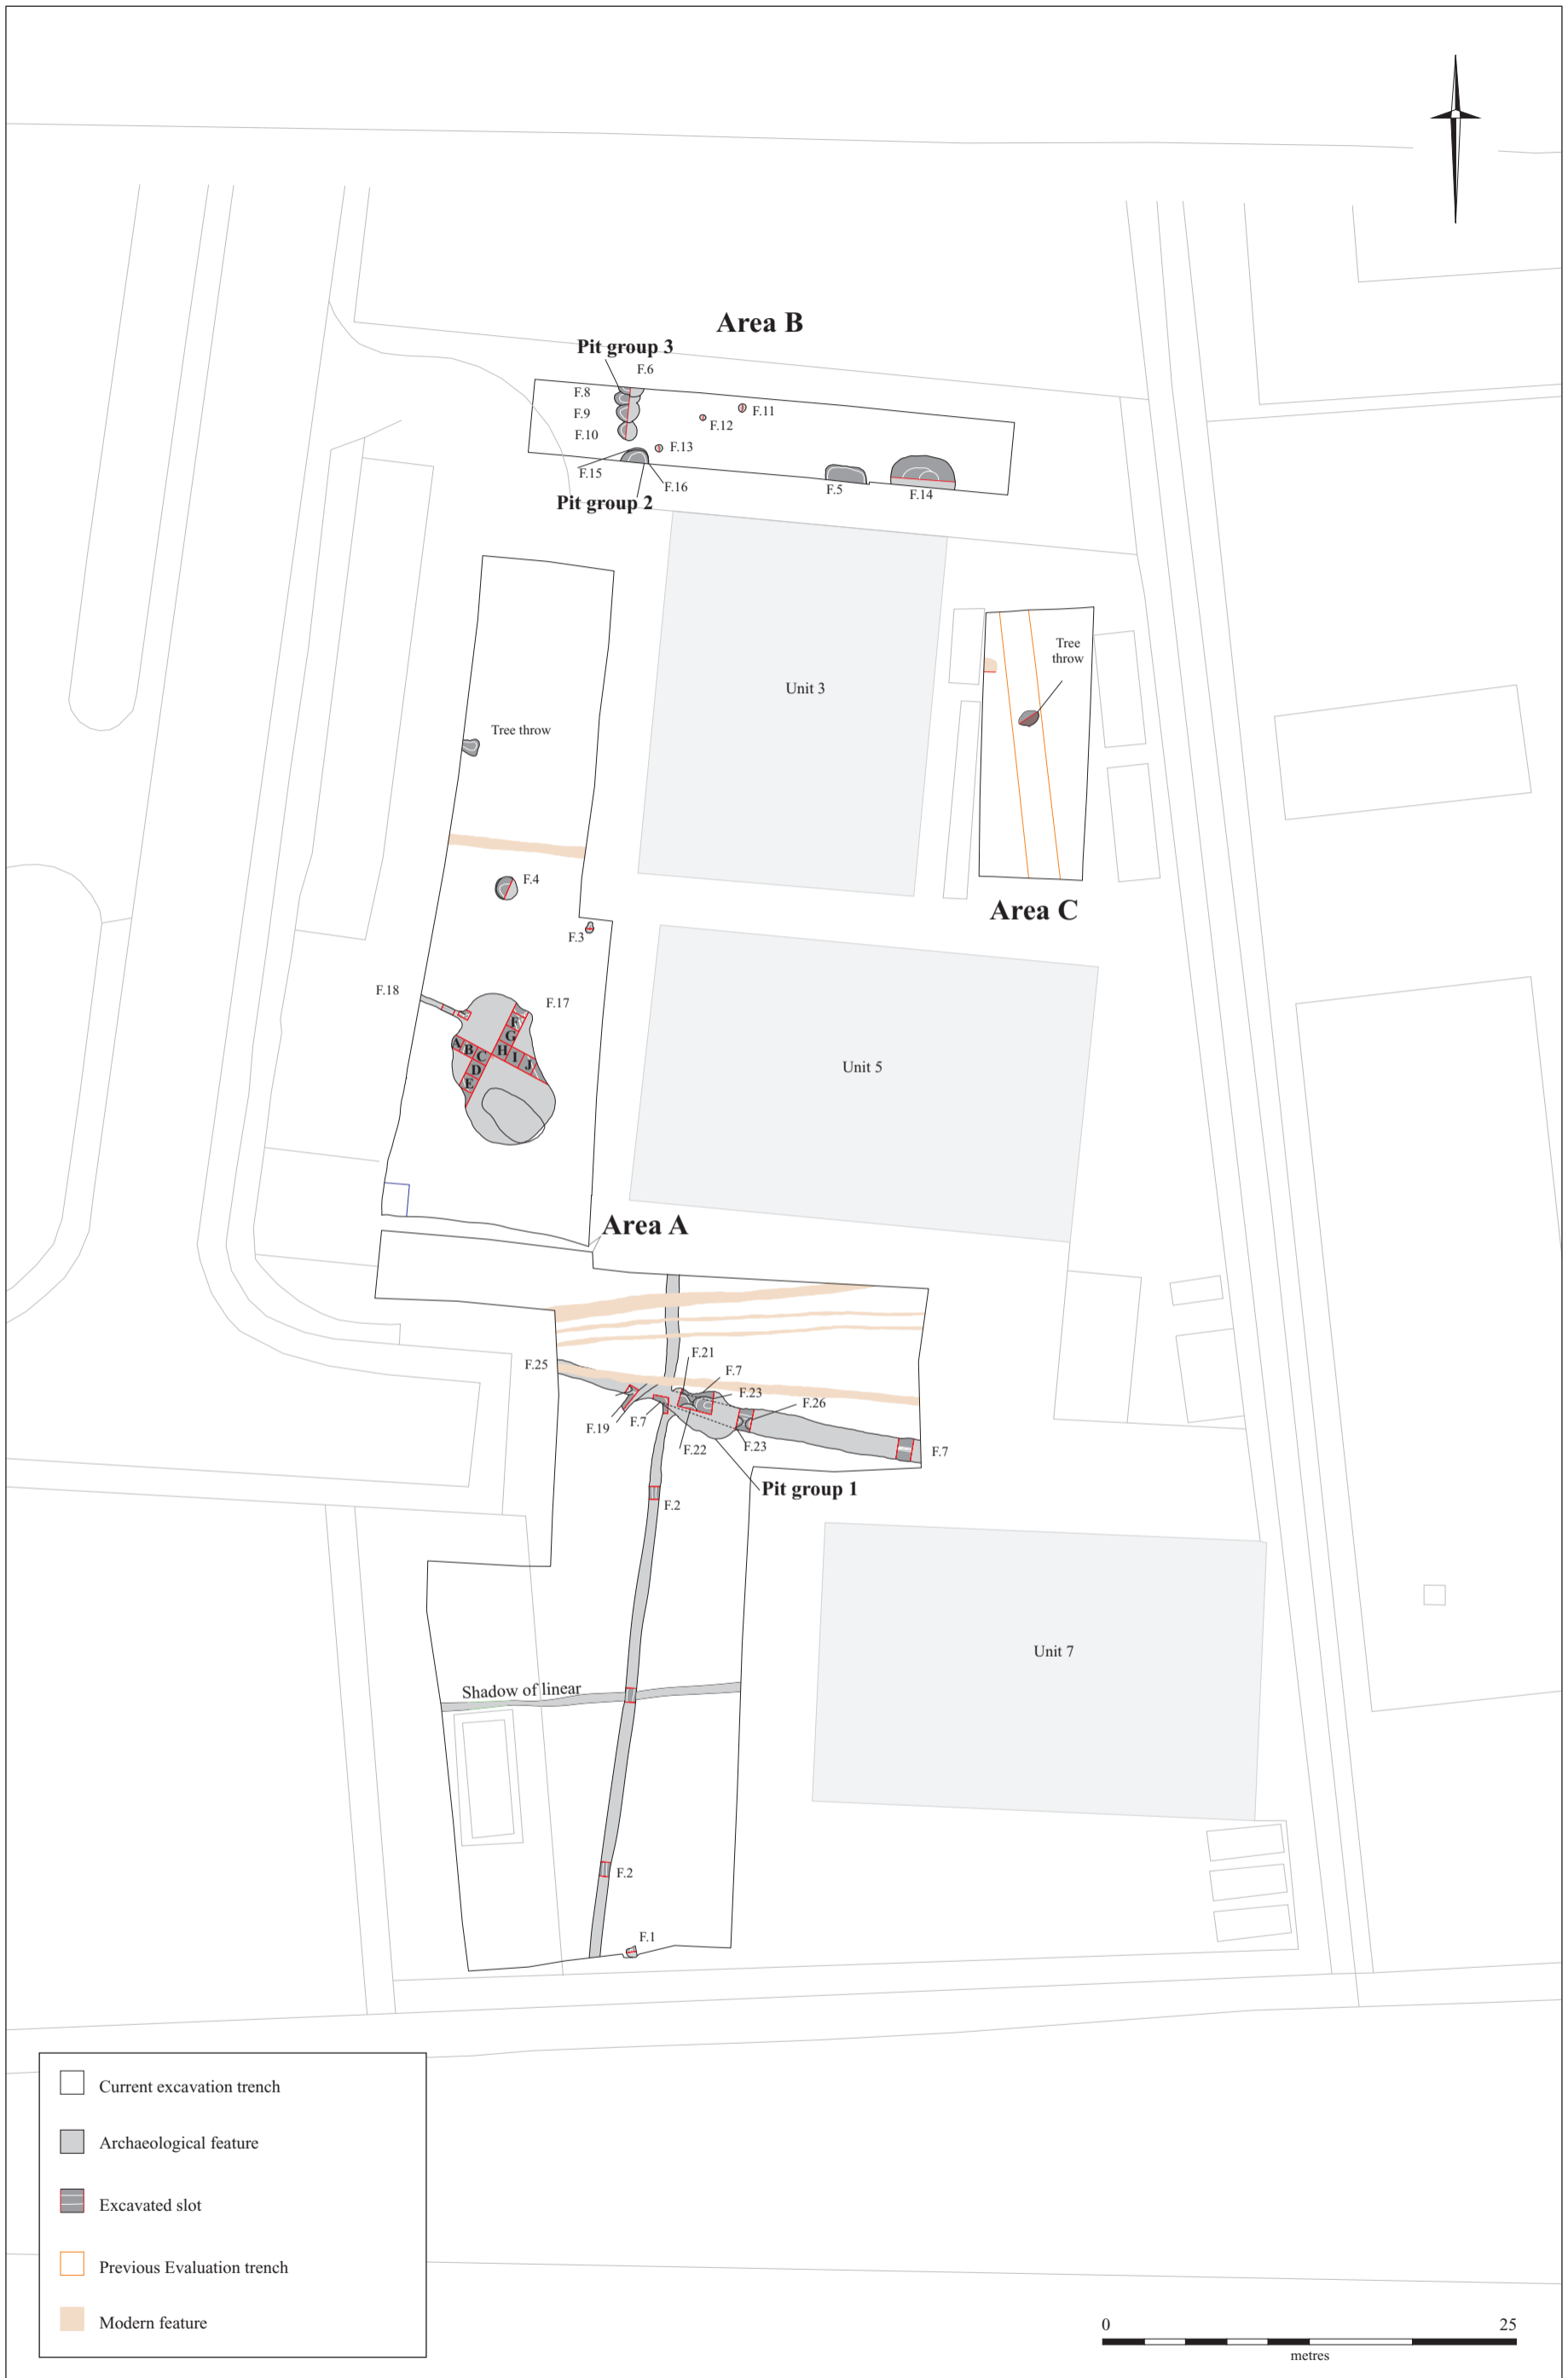 Area B
Pit group 3
F.6
F.8
F.9
F.10
F.11
F.12
F.13
F.15
F.16
F.5
F.14
Pit group 2
Unit 3
Tree
throw
Tree throw
F.4
Area C
F.3
F.18
F.17
F
G
A
B
C
H
I
J
D
E
Unit 5
Area A
F.21
F.25
F.7
F.23
F.26
F.19
F.7
F.22
F.23
F.7
Pit group 1
F.2
Unit 7
Shadow of linear
F.2
F.1
Current excavation trench
Archaeological feature
Excavated slot
Previous Evaluation trench
Modern feature
0 25
metres